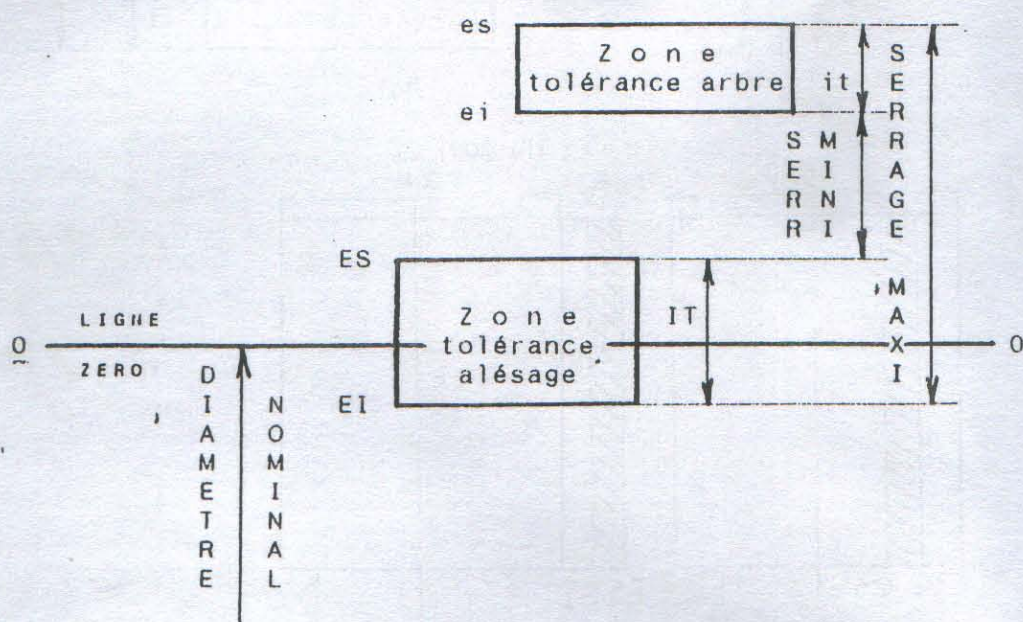 es
Zone
tolérance arbre
it
ei
SERRAGE MAXI
SERR
MINI
ES
Zone
tolérance
alésage
IT
LIGNE
ZERO
0
0
EI
DIAMETRE
NOMINAL